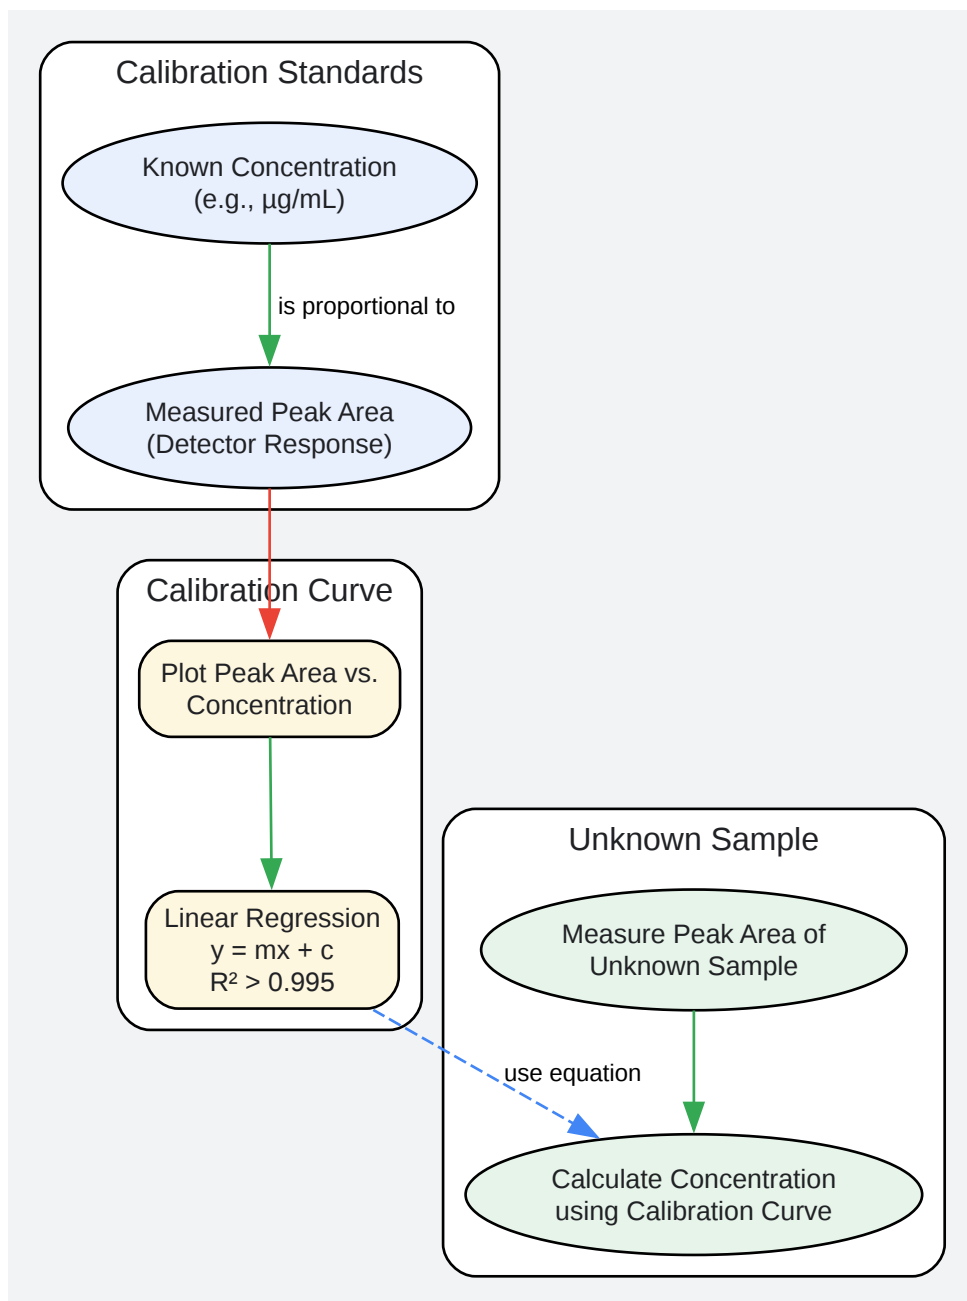 Calibration Standards
Known Concentration
(e.g., µg/mL)
is proportional to
Measured Peak Area
(Detector Response)
Calibration Curve
Plot Peak Area vs.
Concentration
Linear Regression
y = mx + c
R² > 0.995
Unknown Sample
Measure Peak Area of
Unknown Sample
use equation
Calculate Concentration
using Calibration Curve